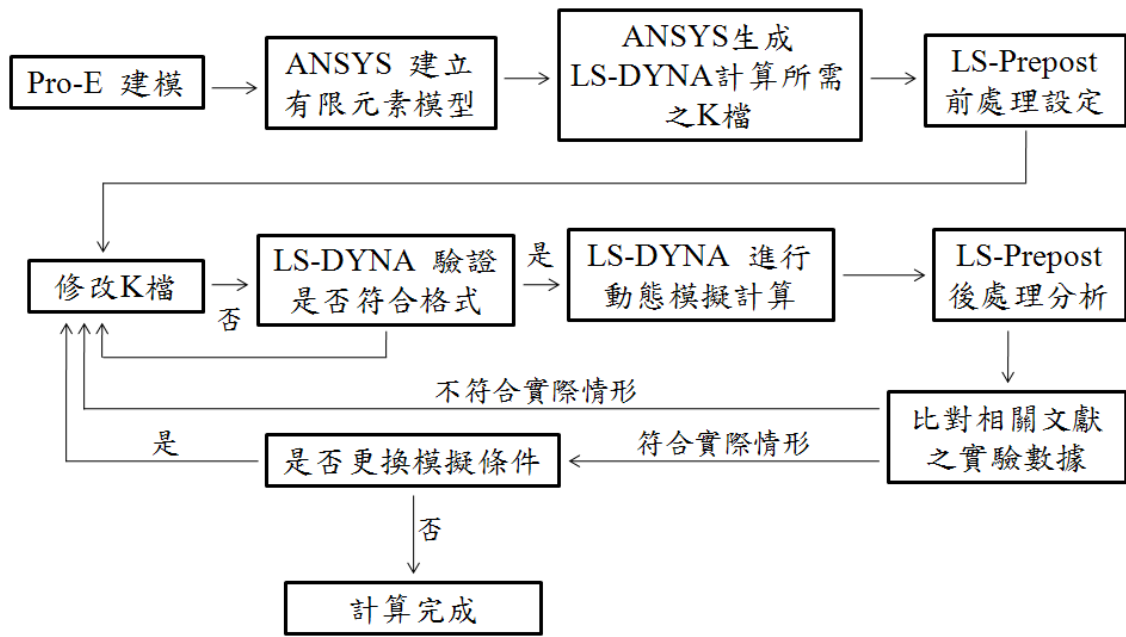 Pro-E 建模
ANSYS 建立
有限元素模型
ANSYS生成
LS-DYNA計算所需
之K檔
LS-Prepost
前處理設定
修改K檔
否
LS-DYNA 驗證
是否符合格式
是
LS-DYNA 進行
動態模擬計算
LS-Prepost
後處理分析
不符合實際情形
比對相關文獻
之實驗數據
符合實際情形
是否更換模擬條件
是
否
計算完成